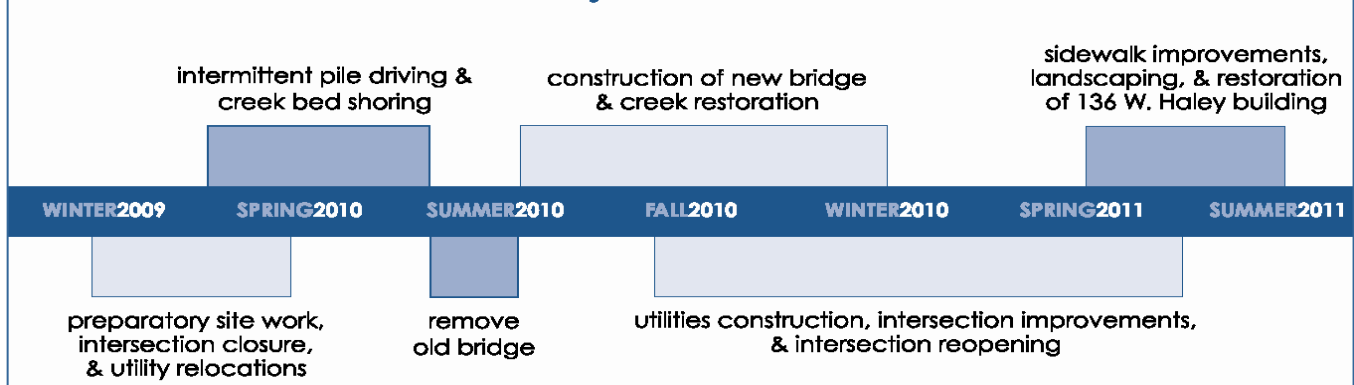 intermittent pile driving &
creek bed shoring
construction of new bridge
& creek restoration
sidewalk improvements,
landscaping, & restoration
of 136 W. Haley building
WINTER2009 SPRING2010 SUMMER2010 FALL2010 WINTER2010 SPRING2011 SUMMER2011
preparatory site work,
intersection closure,
& utility relocations
remove
old bridge
utilities construction, intersection improvements,
& intersection reopening